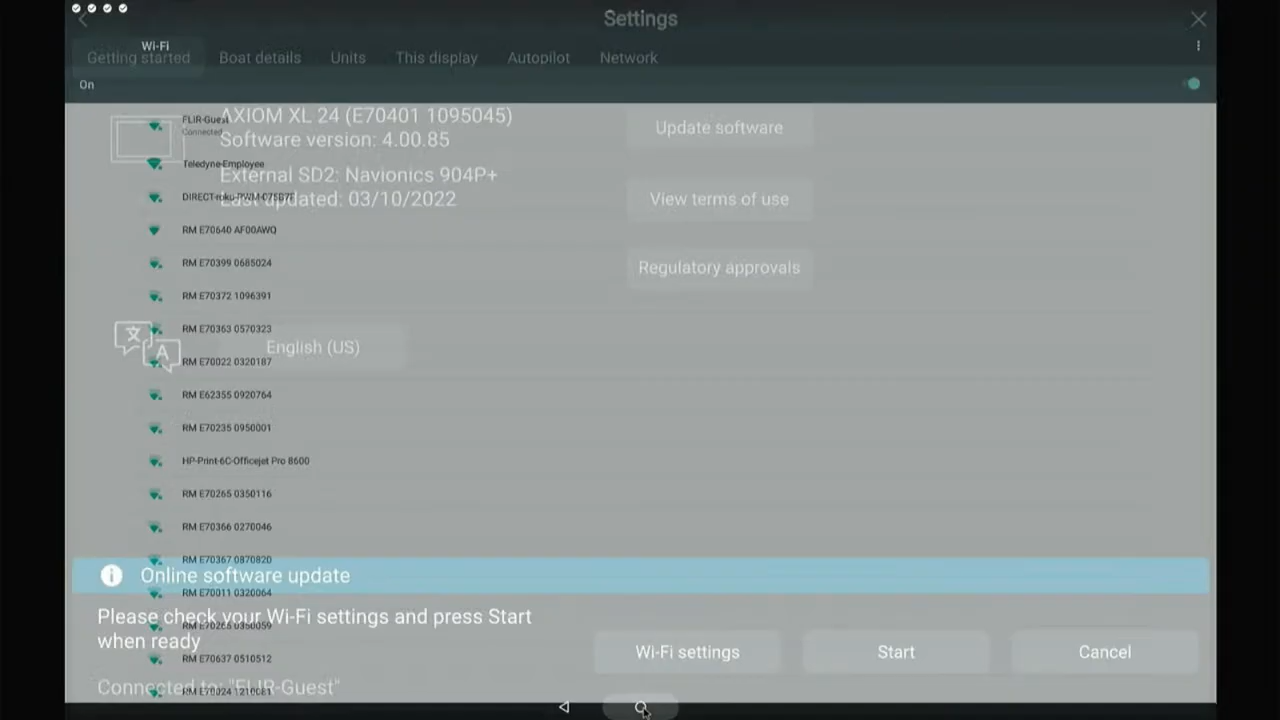 Settings
Wi-Fi
Getting started
Boat details
Units
This display
Autopilot
Network
On
AXIOM XL 24 (E70401 1095045)
Software version: 4.00.85
External SD2: Navionics 904P+
Last updated: 03/10/2022
Update software
View terms of use
Regulatory approvals
English (US)
FLIR-Guest
Connected
Teledyne-Employee
RM E70640 AF00AWQ
RM E70399 0685024
RM E70372 1096391
RM E70363 0570323
RM E70022 0320187
RM E62355 0920764
RM E70235 0950001
HP-Print-6C-Officejet Pro 8600
RM E70265 0350116
RM E70366 0270046
RM E70367 0870820
RM E70011 0320064
RM E70265 0350059
RM E70637 0510512
Online software update
Please check your Wi-Fi settings and press Start
when ready
Wi-Fi settings
Start
Cancel
Connected to: "FLIR-Guest"